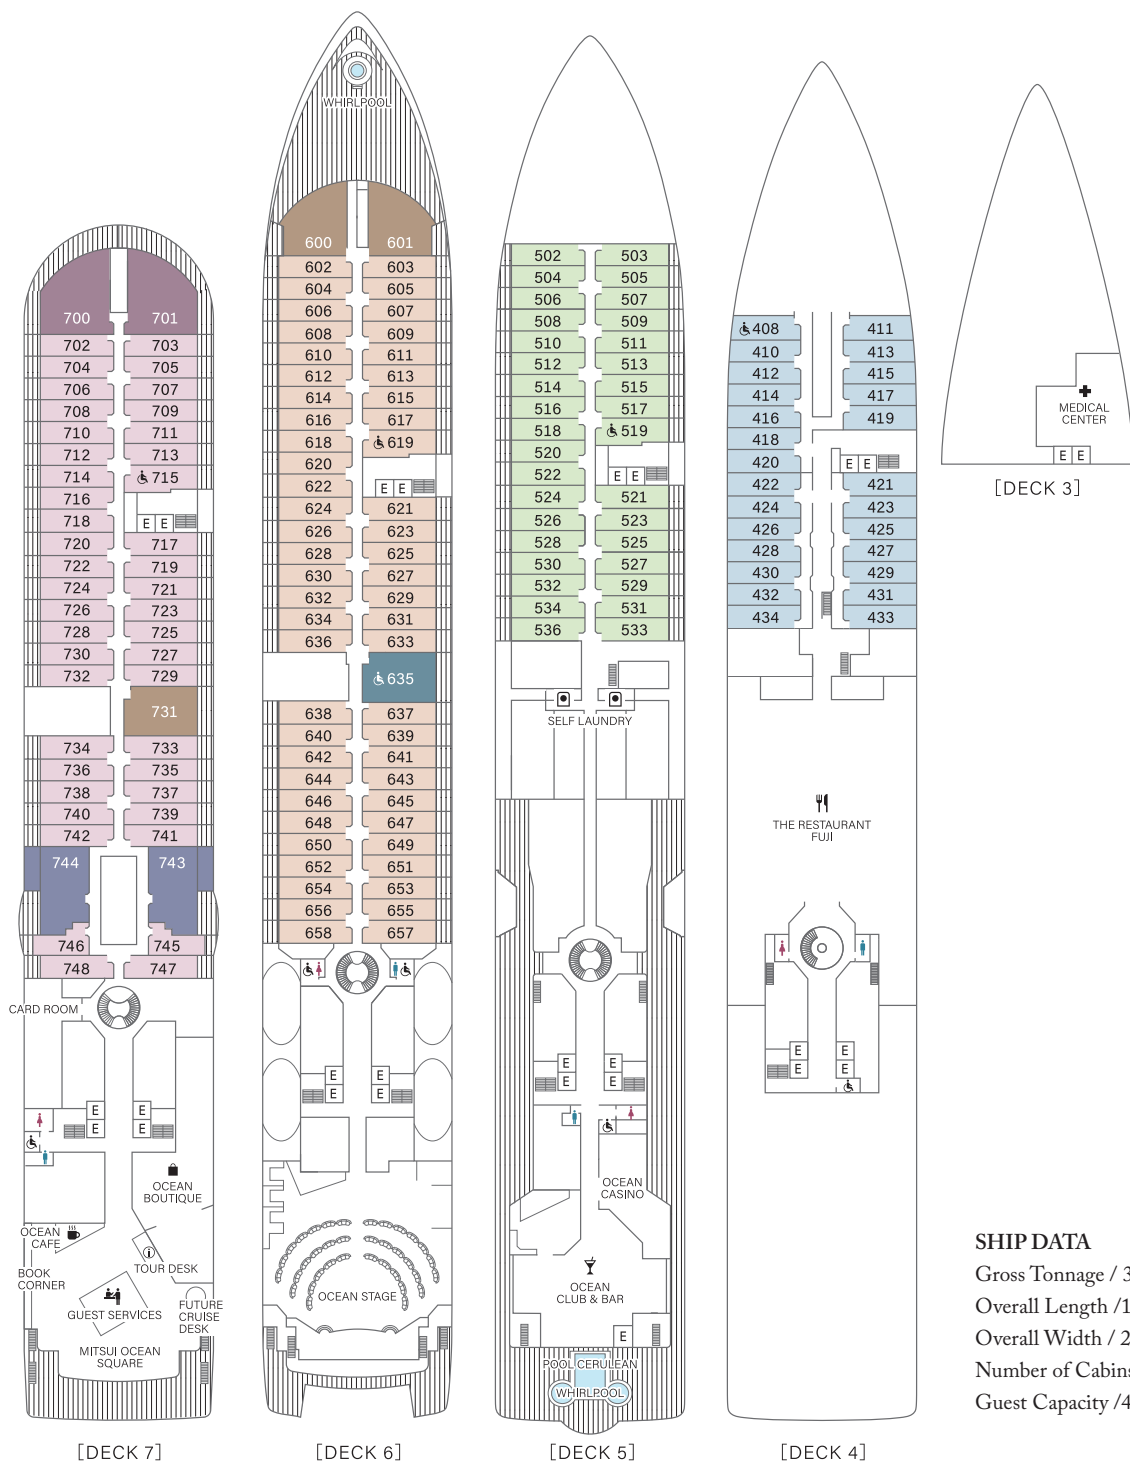 700 701
702 703
704 705
706 707
708 709
710 711
712 713
714 715
716
E E
718
720 717
722 719
724 721
726 723
728 725
730 727
732 729
731
734 733
736 735
738 737
740 739
742 741
744 743
746 745
748 747
CARD ROOM
E E
E E
OCEAN
BOUTIQUE
OCEAN
CAFE
TOUR DESK
BOOK
CORNER
GUEST SERVICES
FUTURE
CRUISE
DESK
MITSUI OCEAN
SQUARE
[DECK 7]
WHIRLPOOL
600 601
602 603
604 605
606 607
608 609
610 611
612 613
614 615
616 617
618 619
620
622
E E
624 621
626 623
628 625
630 627
632 629
634 631
636 633
635
638 637
640 639
642 641
644 643
646 645
648 647
650 649
652 651
654 653
656 655
658 657
E E
E E
OCEAN STAGE
[DECK 6]
502 503
504 505
506 507
508 509
510 511
512 513
514 515
516 517
518 519
520
522
E E
524 521
526 523
528 525
530 527
532 529
534 531
536 533
SELF LAUNDRY
E E
E E
OCEAN
CASINO
OCEAN
CLUB & BAR
E
POOL CERULEAN
WHIRLPOOL
[DECK 5]
408 411
410 413
412 415
414 417
416 419
418
420
E E
422 421
424 423
426 425
428 427
430 429
432 431
434 433
THE RESTAURANT
FUJI
E E
E E
[DECK 4]
MEDICAL
CENTER
E E
[DECK 3]
SHIP DATA
Gross Tonnage / 3
Overall Length /1
Overall Width / 2
Number of Cabins
Guest Capacity /4